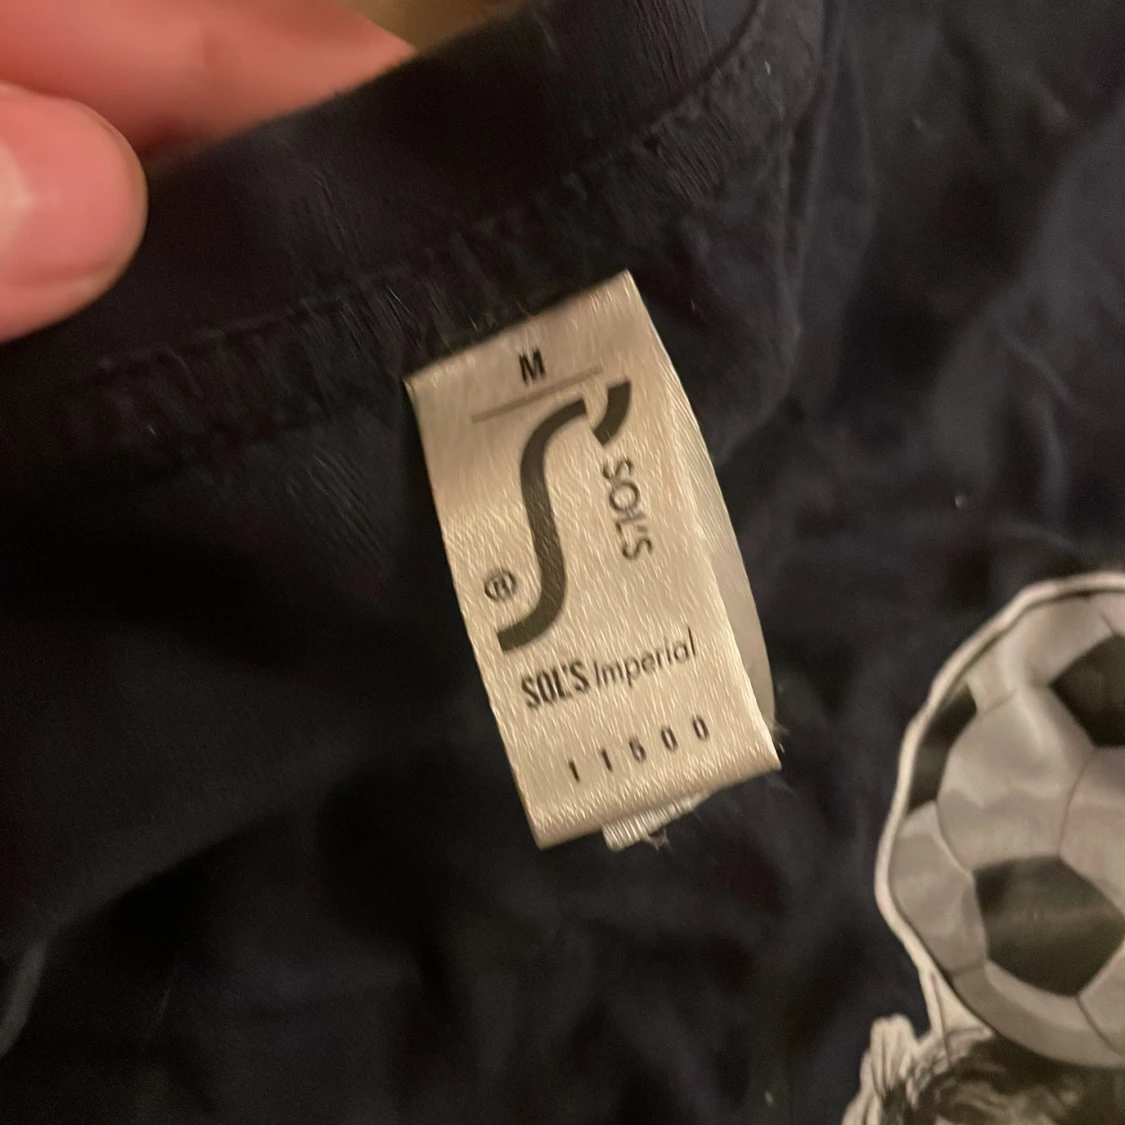 M
SOL'S
®
SOL'S Imperial
11500